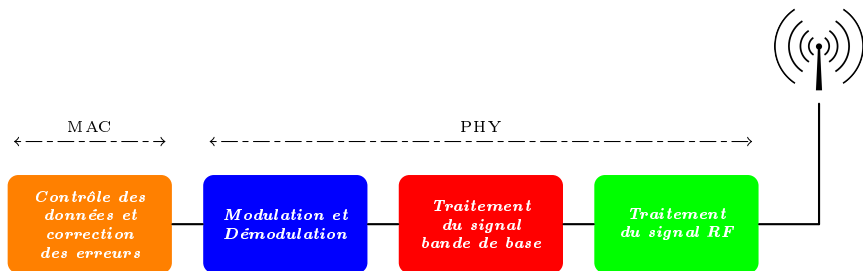 MAC
PHY
Contrôle des
données et
correction
des erreurs
Modulation et
Démodulation
Traitement
du signal
bande de base
Traitement
du signal RF